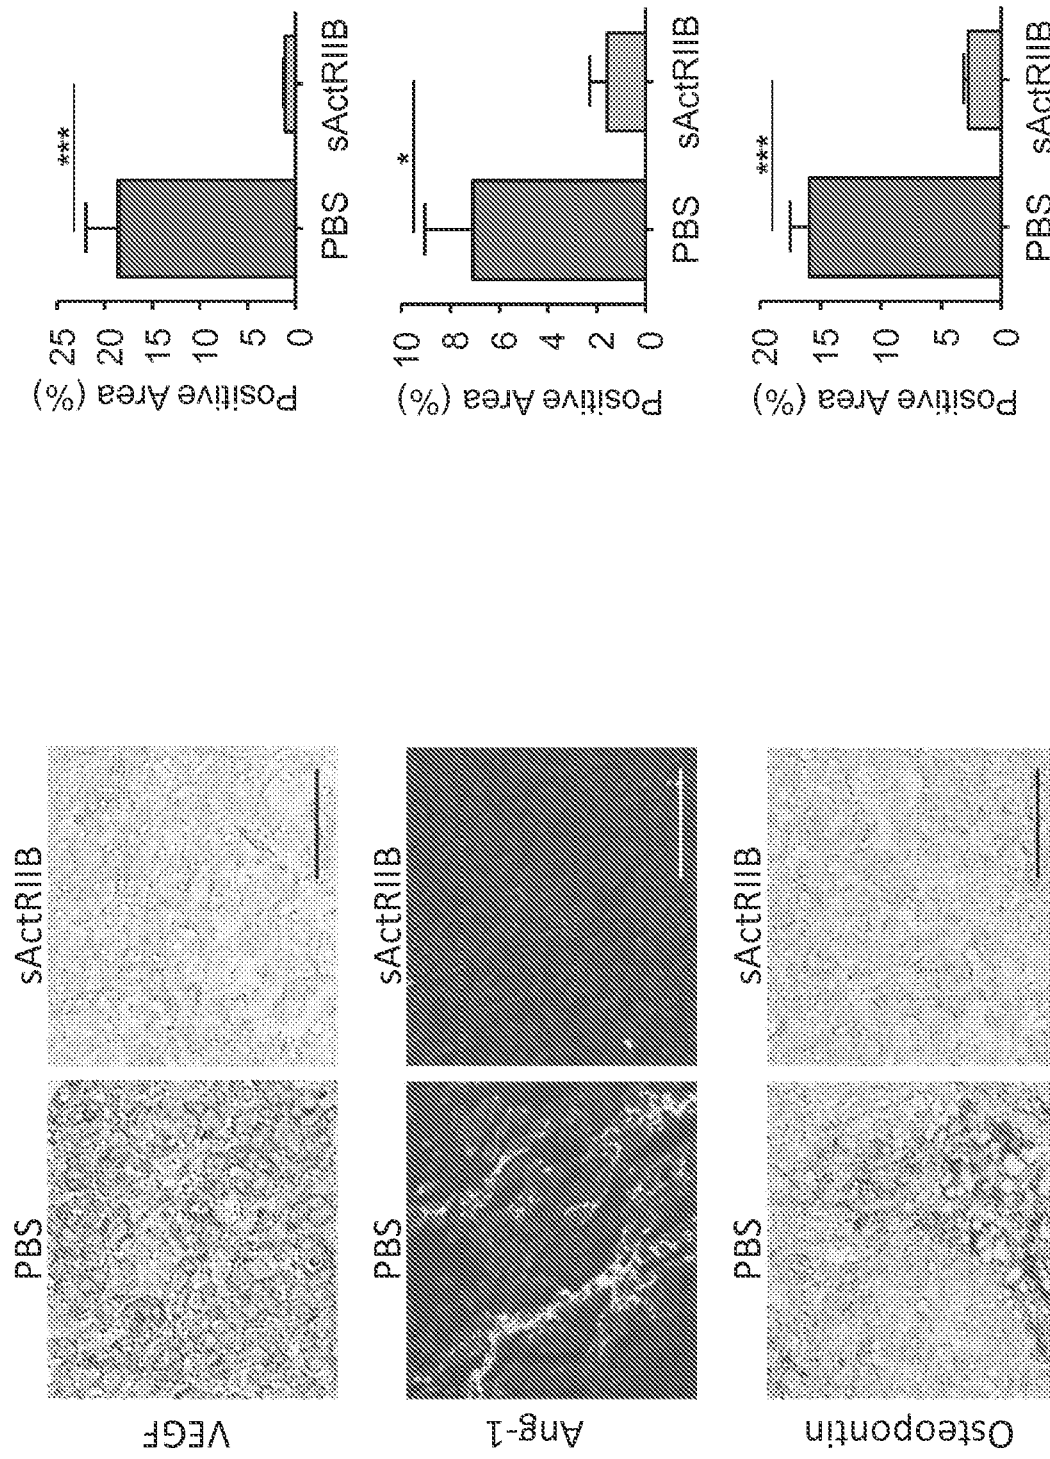 PBS
sActRIIB
VEGF
Positive Area (%)
25
20
15
10
5
0
***
PBS
sActRIIB
PBS
sActRIIB
Ang-1
Positive Area (%)
10
8
6
4
2
0
*
PBS
sActRIIB
PBS
sActRIIB
Osteopontin
Positive Area (%)
20
15
10
5
0
***
PBS
sActRIIB